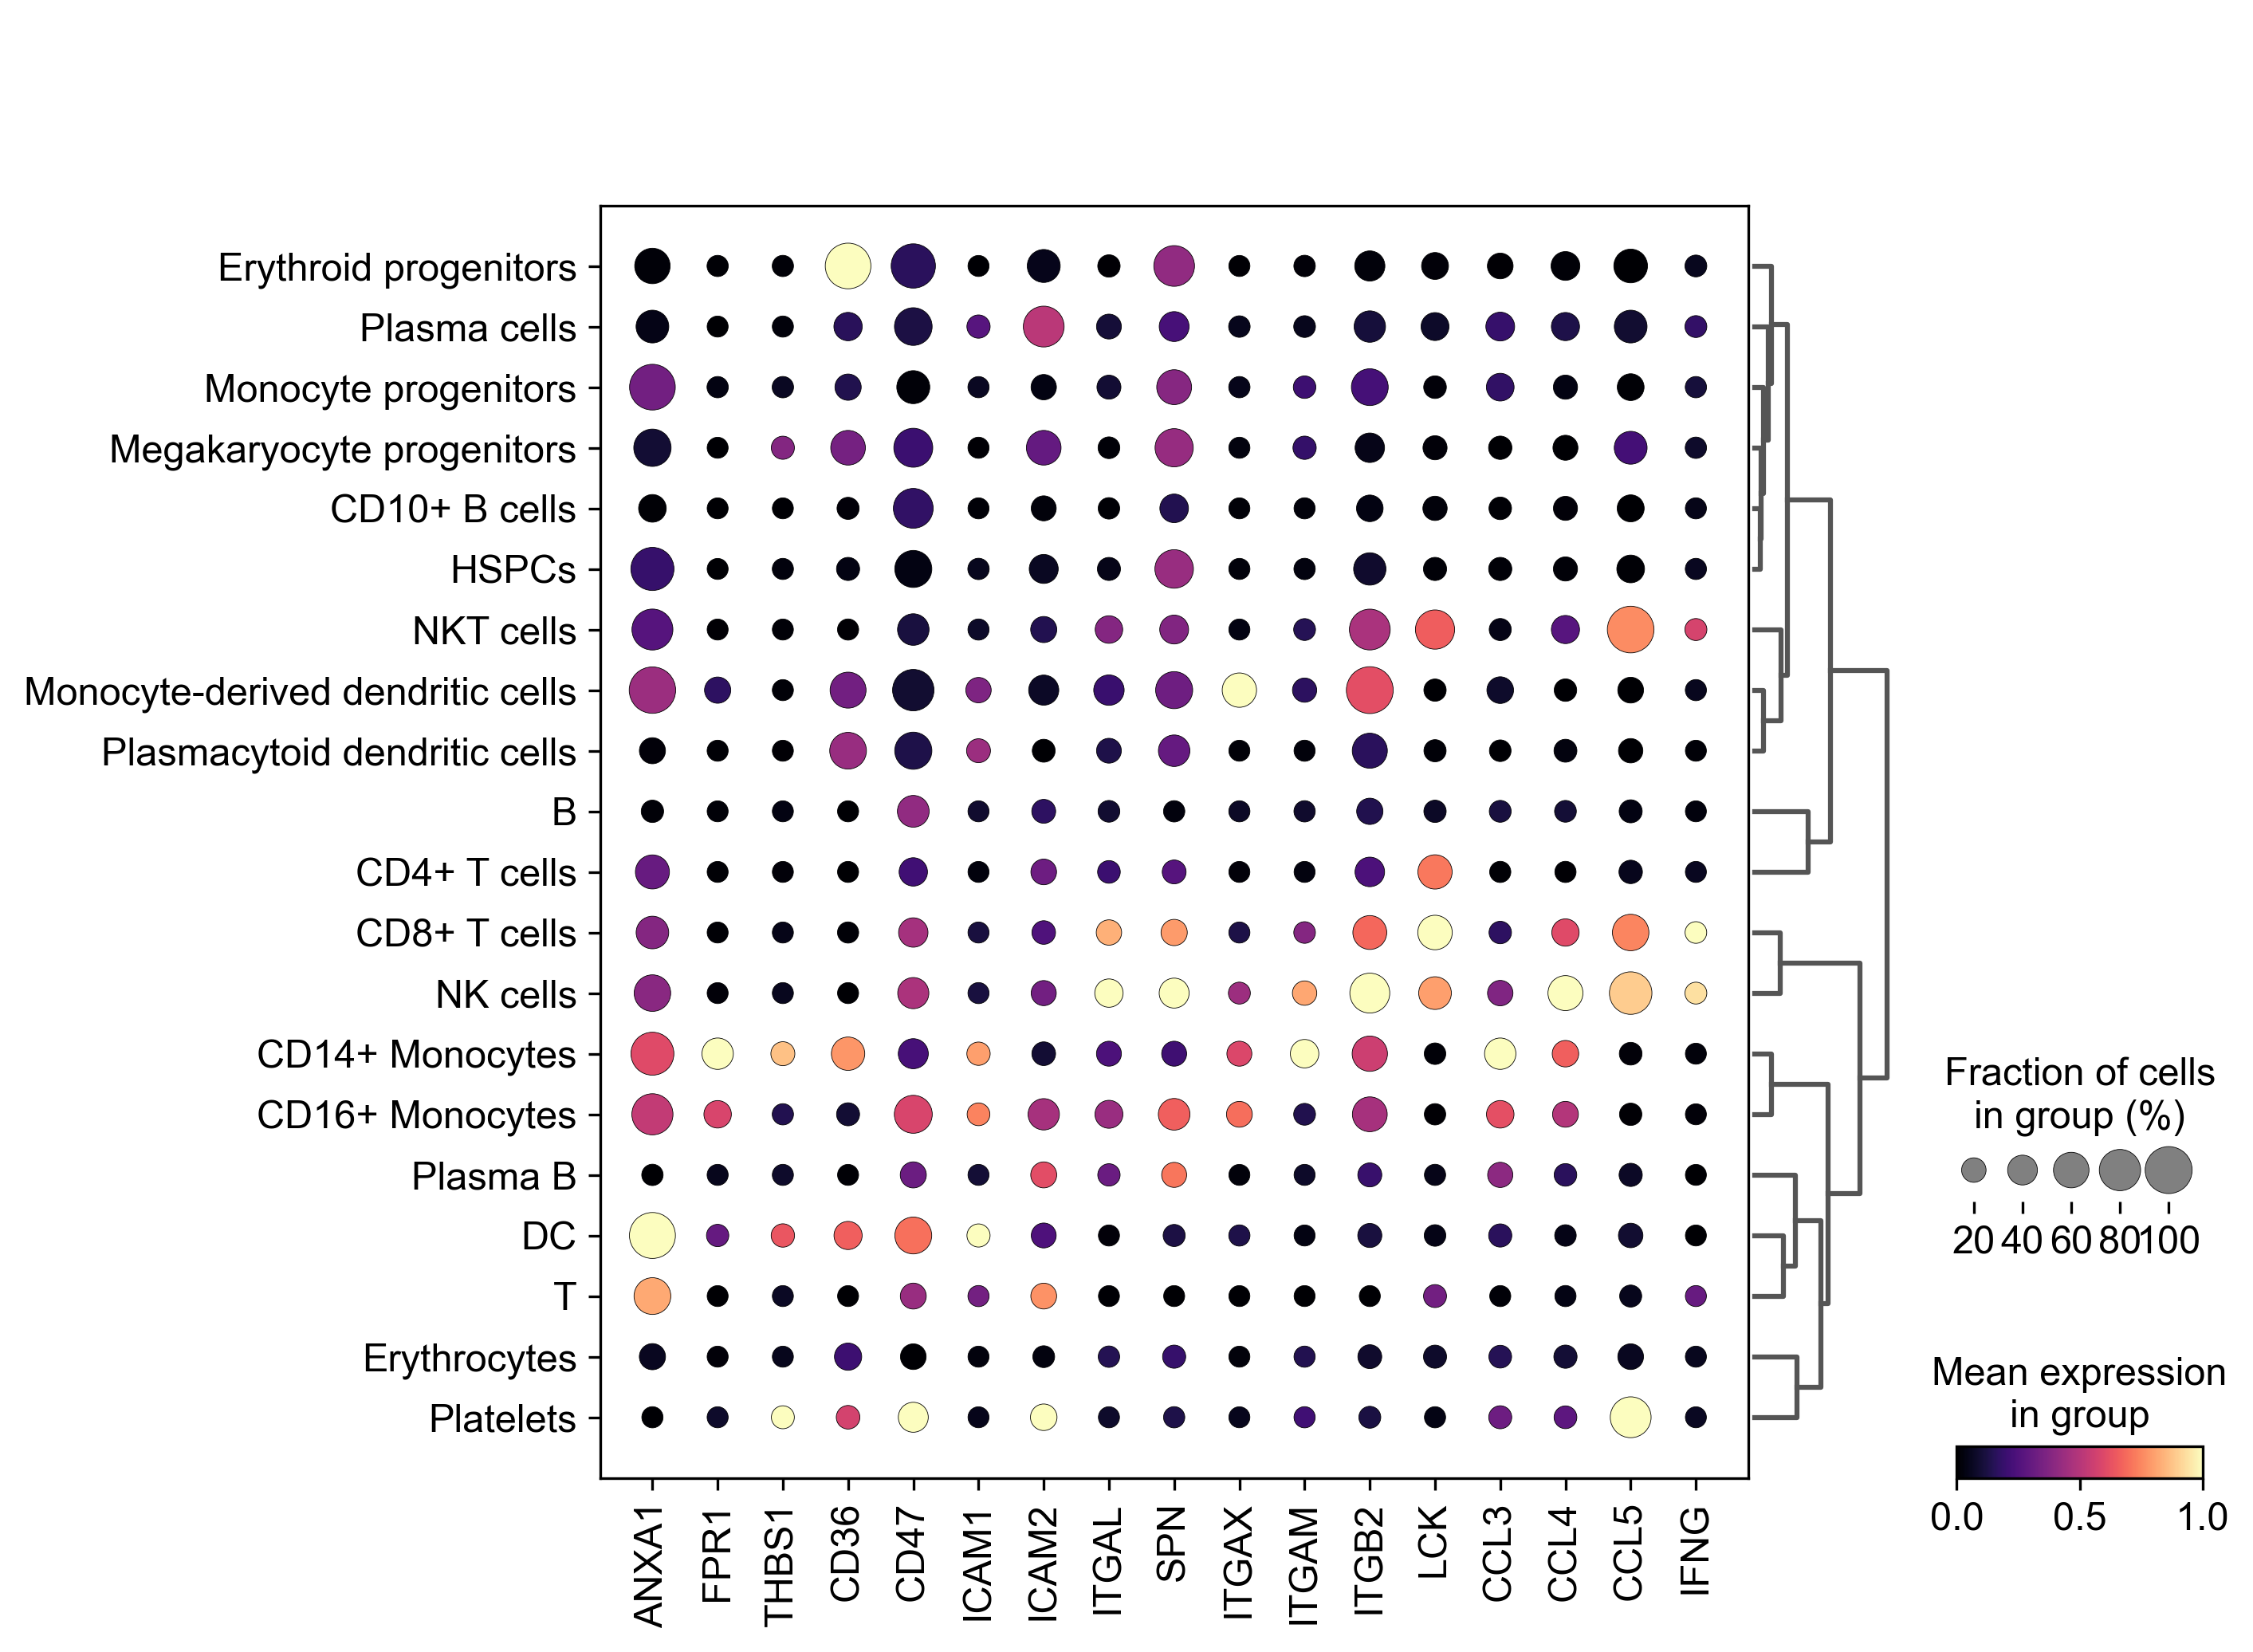 Erythroid progenitors
Plasma cells
Monocyte progenitors
Megakaryocyte progenitors
CD10+ B cells
HSPCs
NKT cells
Monocyte-derived dendritic cells
Plasmacytoid dendritic cells
B
CD4+ T cells
CD8+ T cells
NK cells
CD14+ Monocytes
CD16+ Monocytes
Plasma B
DC
T
Erythrocytes
Platelets
ANXA1
FPR1
THBS1
CD36
CD47
ICAM1
ICAM2
ITGAL
SPN
ITGAX
ITGAM
ITGB2
LCK
CCL3
CCL4
CCL5
IFNG
Fraction of cells
in group (%)
20 40 60 80 100
Mean expression
in group
0.0 0.5 1.0